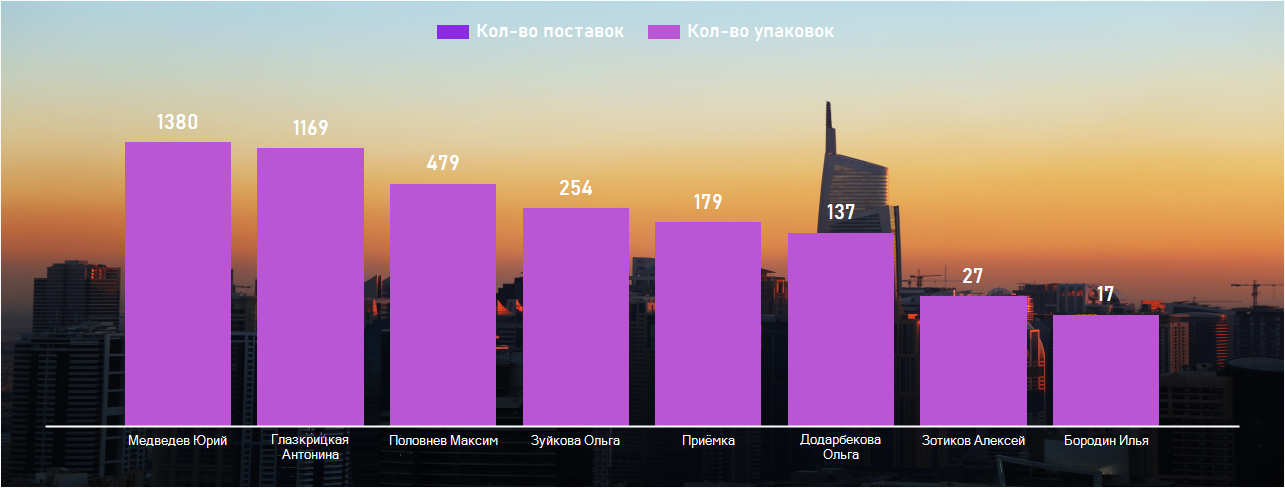 Кол-во поставок Кол-во упаковок
1380
1169
479
254
179
137
27
17
Медведев Юрий
Глазкрицкая
Антонина
Половнев Максим
Зуйкова Ольга
Приёмка
Додарбекова
Ольга
Зотиков Алексей
Бородин Илья